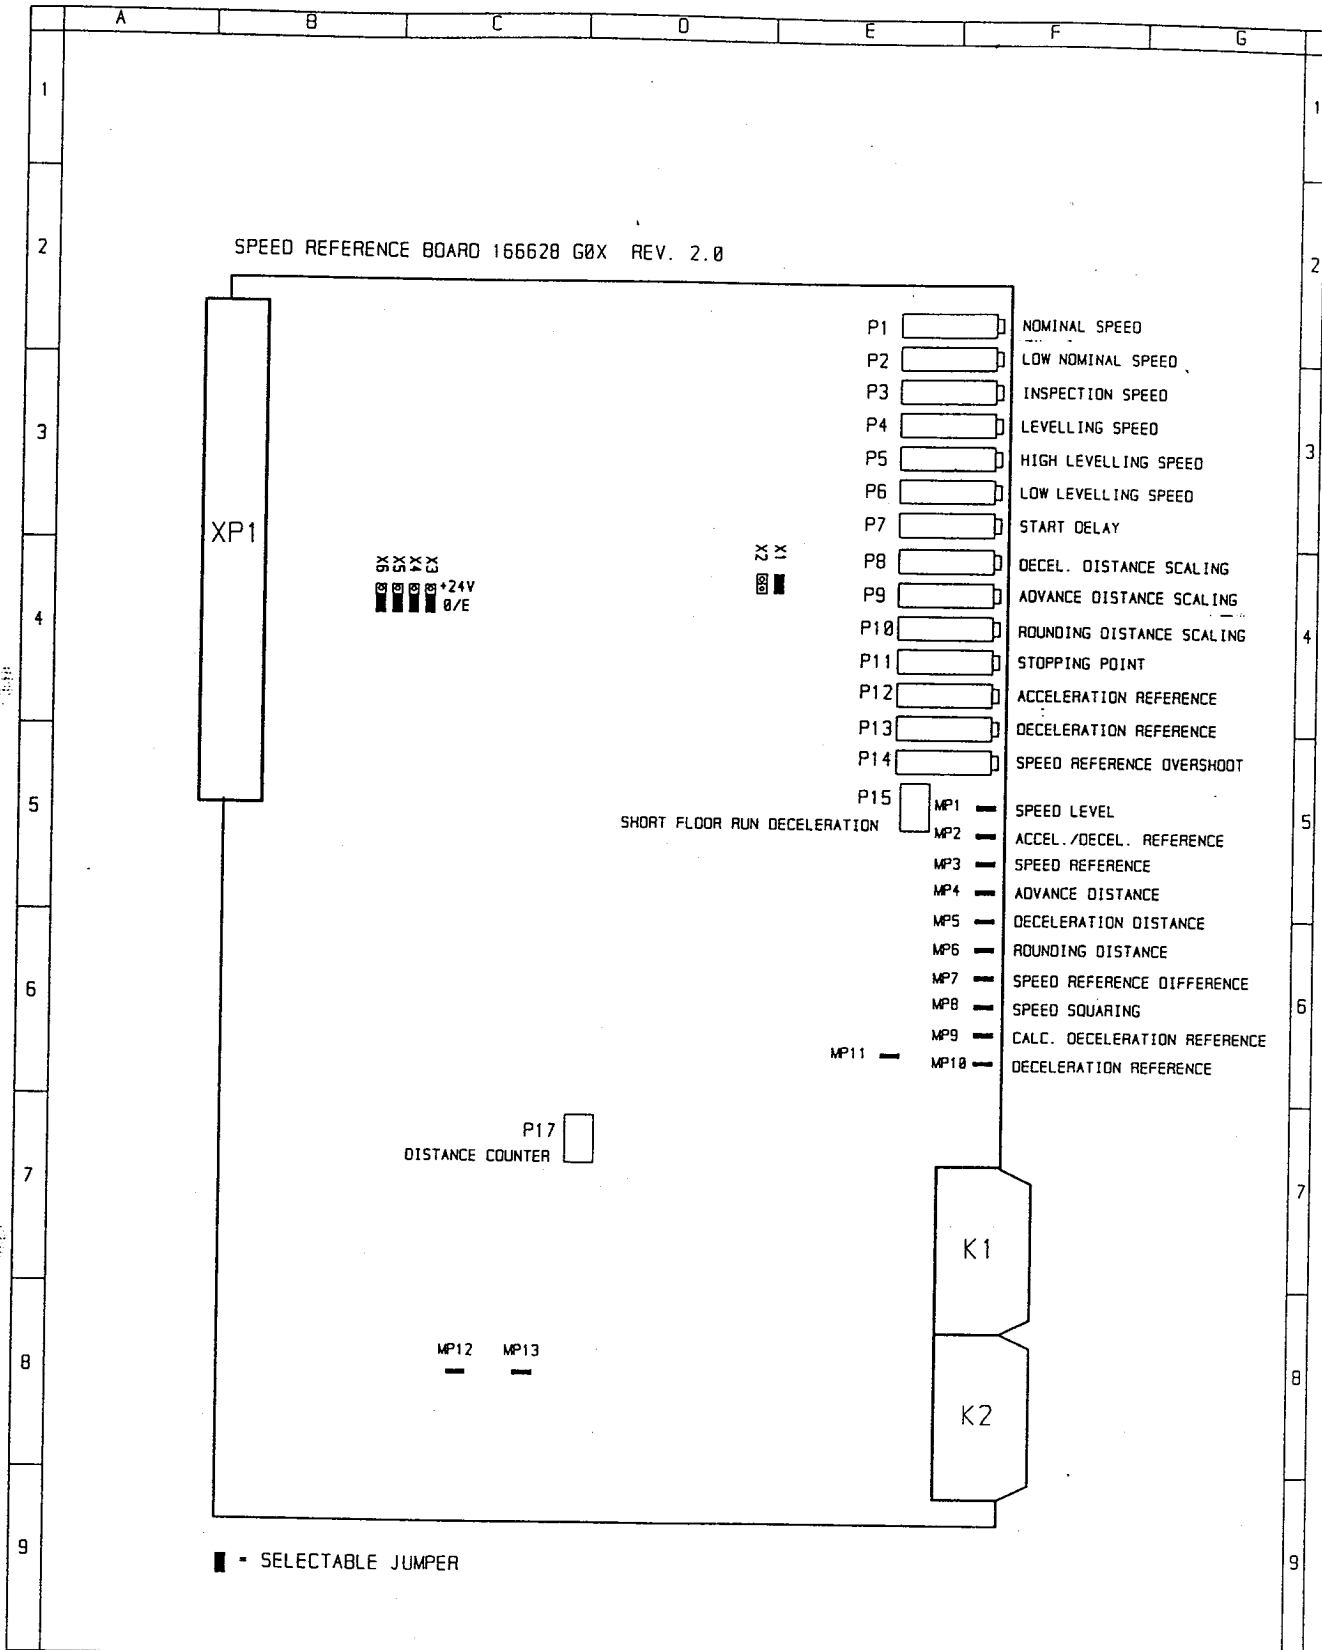 A B C D E F G
1 1
2 2
SPEED REFERENCE BOARD 166628 G0X REV. 2.0
P1 NOMINAL SPEED
P2 LOW NOMINAL SPEED
P3 INSPECTION SPEED
3 3
P4 LEVELLING SPEED
P5 HIGH LEVELLING SPEED
P6 LOW LEVELLING SPEED
P7 START DELAY
XP1
X6 X5 X4 X3 +24V
0/E
X2 X1
P8 DECEL. DISTANCE SCALING
P9 ADVANCE DISTANCE SCALING
4 4
P10 ROUNDING DISTANCE SCALING
P11 STOPPING POINT
P12 ACCELERATION REFERENCE
P13 DECELERATION REFERENCE
P14 SPEED REFERENCE OVERSHOOT
5 5
P15
SHORT FLOOR RUN DECELERATION
MP1 SPEED LEVEL
MP2 ACCEL./DECEL. REFERENCE
MP3 SPEED REFERENCE
MP4 ADVANCE DISTANCE
MP5 DECELERATION DISTANCE
MP6 ROUNDING DISTANCE
6 6
MP7 SPEED REFERENCE DIFFERENCE
MP8 SPEED SQUARING
MP9 CALC. DECELERATION REFERENCE
MP11
MP10 DECELERATION REFERENCE
P17
DISTANCE COUNTER
7 7
K1
MP12 MP13
8 8
K2
9 9
- SELECTABLE JUMPER